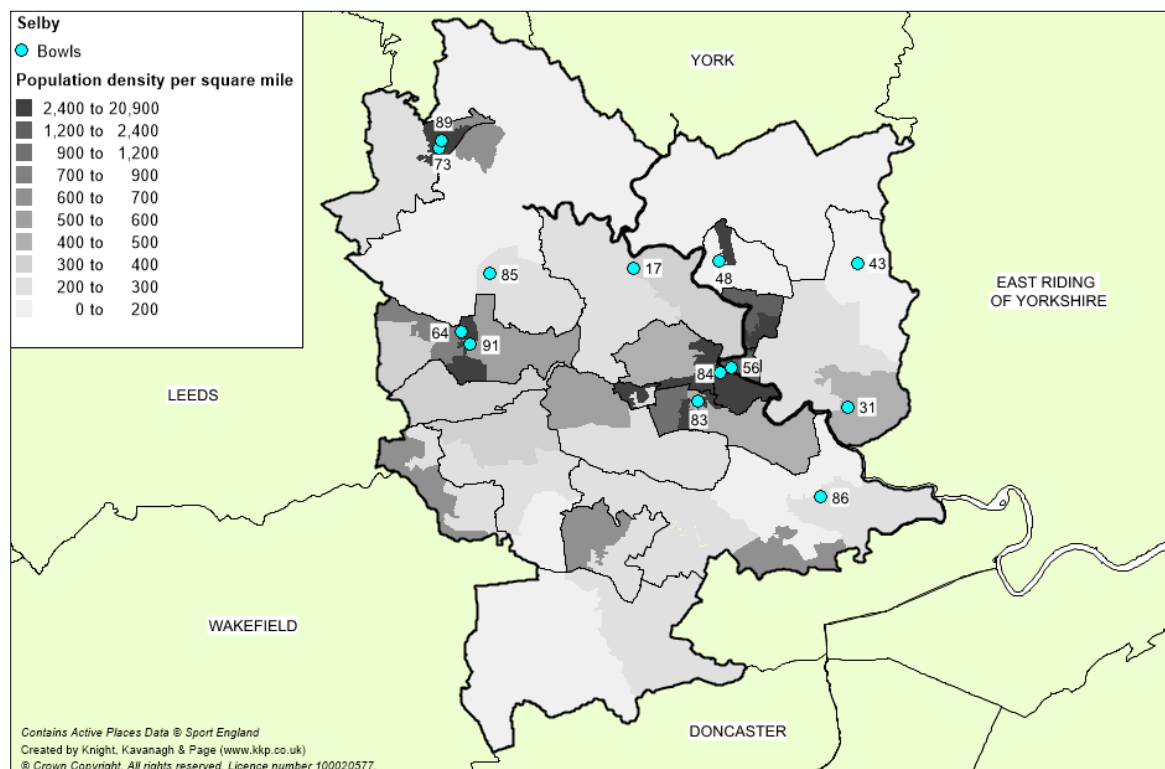 Selby
Bowls
Population density per square mile
2,400 to 20,900
1,200 to 2,400
900 to 1,200
700 to 900
600 to 700
500 to 600
400 to 500
300 to 400
200 to 300
0 to 200
YORK
89
73
85
17
48
43
EAST RIDING
OF YORKSHIRE
64
91
84
56
LEEDS
83
31
86
WAKEFIELD
DONCASTER
Contains Active Places Data © Sport England
Created by Knight, Kavanagh & Page (www.kkp.co.uk)
© Crown Copyright. All rights reserved. Licence number 100020577.